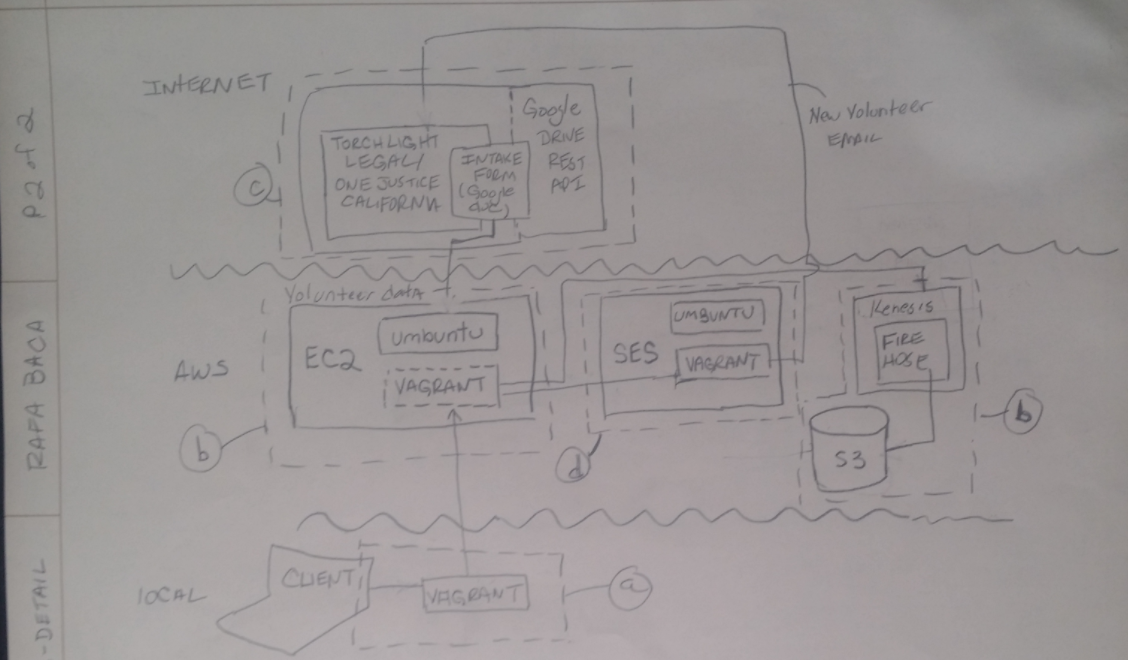 INTERNET
New Volunteer
EMAIL
Google
DRIVE
REST
API
TORCHLIGHT
LEGAL/
ONE JUSTICE
CALIFORNIA
INTAKE
FORM
(Google
doc)
c
Volunteer data
AWS
EC2
umbuntu
VAGRANT
b
SES
UMBUNTU
VAGRANT
d
Kenesis
FIRE
HOSE
S3
b
LOCAL
CLIENT
VAGRANT
a
P2 of 2
RAFA BACA
-DETAIL